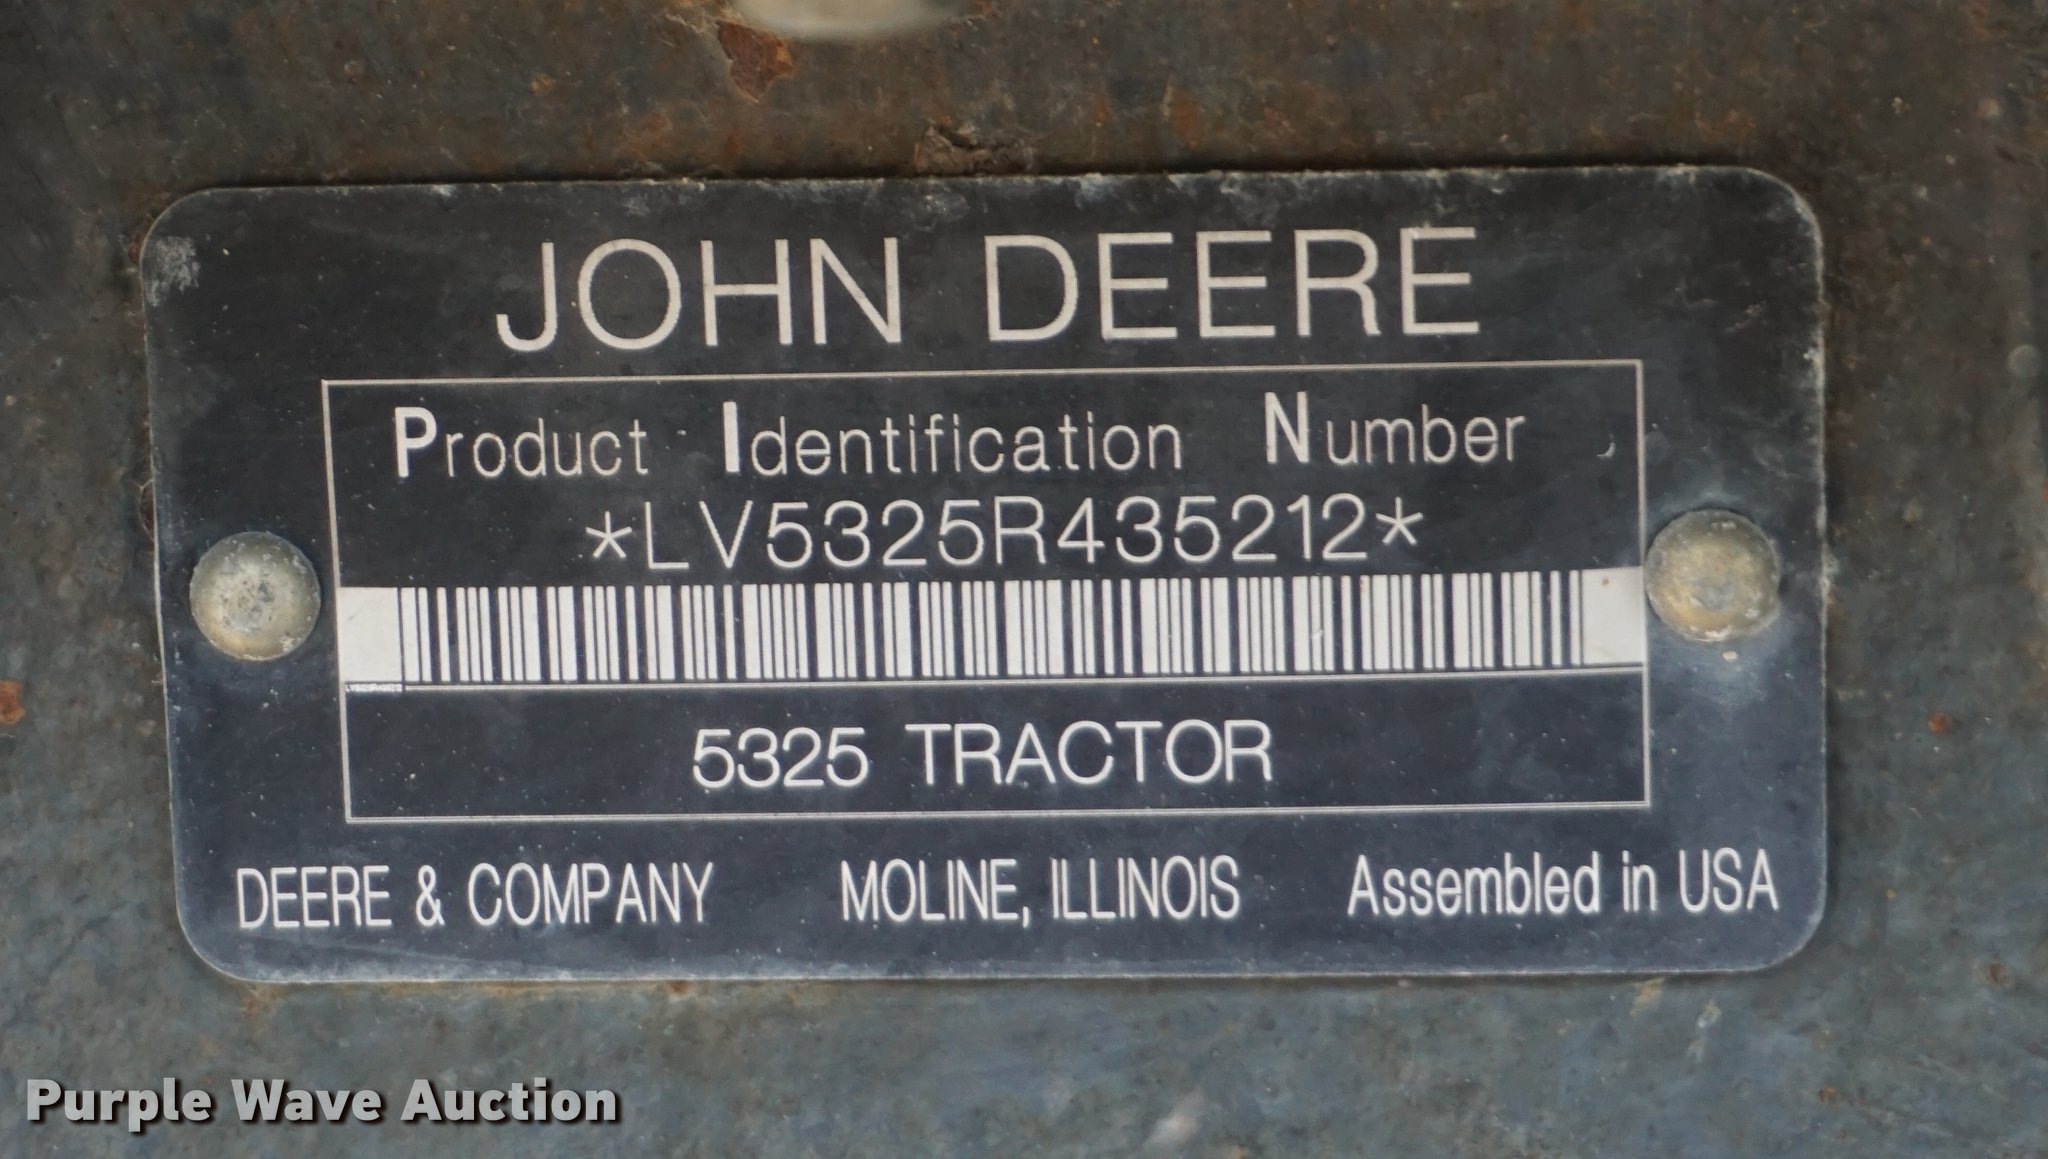 JOHN DEERE
Product Identification Number
*LV5325R435212*
5325 TRACTOR
DEERE & COMPANY MOLINE, ILLINOIS Assembled in USA
Purple Wave Auction